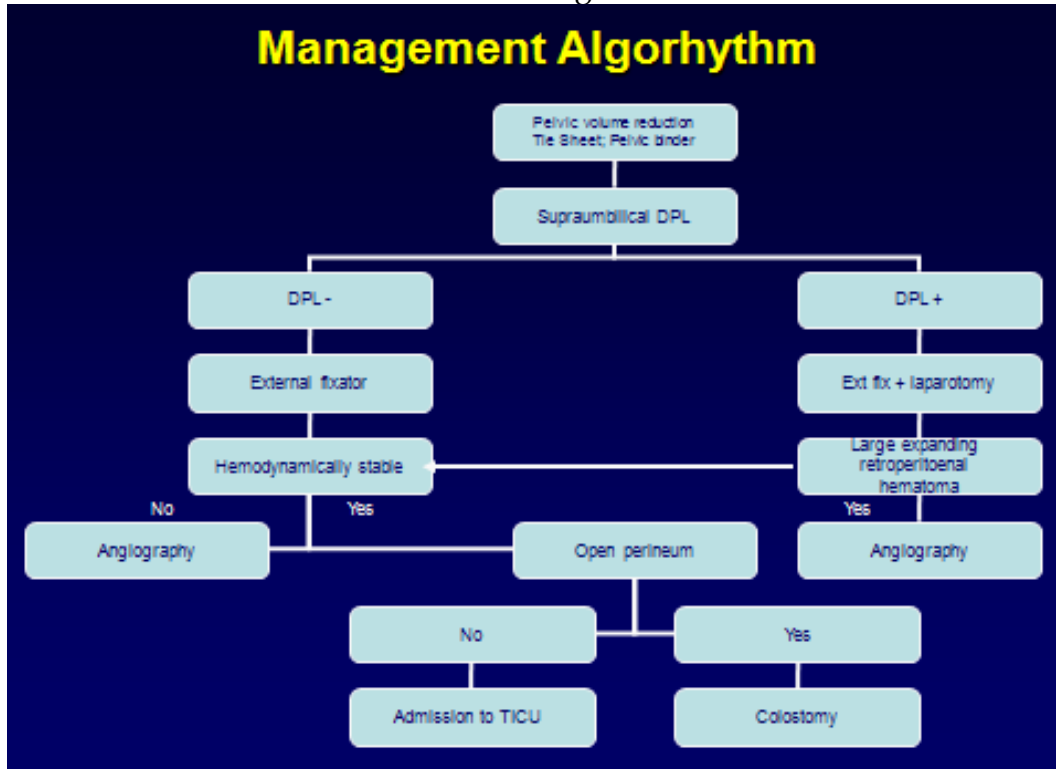 Management Algorhythm
Pelvic volume reduction
Tie Sheet; Pelvic binder
Supraumbilical DPL
DPL -
DPL +
External fixator
Ext fix + laparotomy
Hemodynamically stable
Large expanding
retroperitoenal
hematoma
No
Yes
Yes
Angiography
Open perineum
Angiography
No
Yes
Admission to TICU
Colostomy